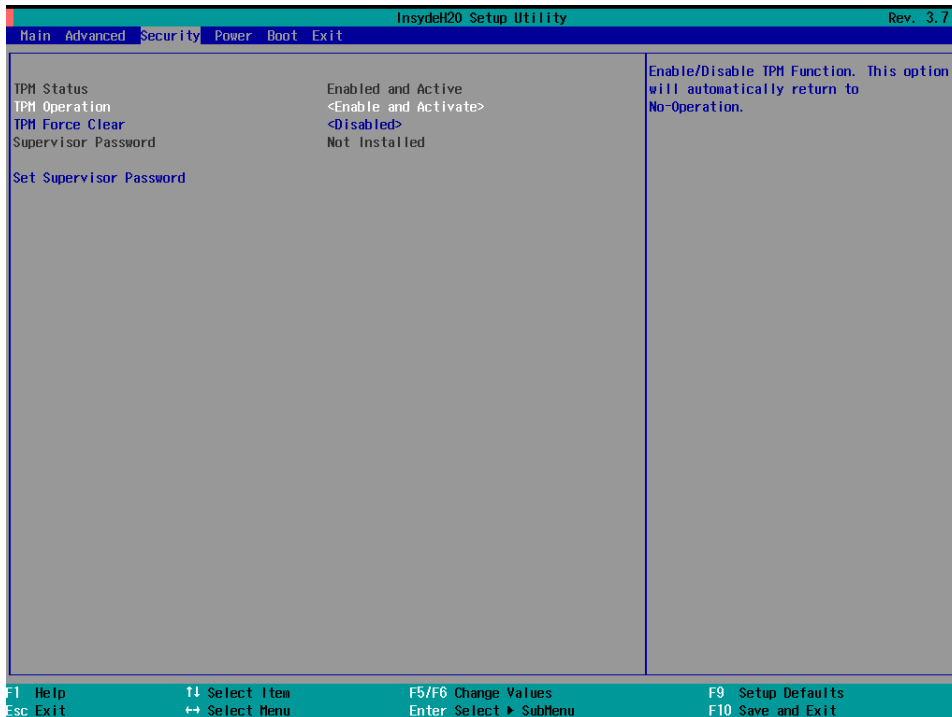 InsydeH20 Setup Utility Rev. 3.7
Main Advanced Security Power Boot Exit
TPM Status Enabled and Active
TPM Operation <Enable and Activate>
TPM Force Clear <Disabled>
Supervisor Password Not Installed
Set Supervisor Password
Enable/Disable TPM Function. This option
will automatically return to
No-Operation.
F1 Help ↑↓ Select Item F5/F6 Change Values F9 Setup Defaults
Esc Exit ↔ Select Menu Enter Select ▶ SubMenu F10 Save and Exit